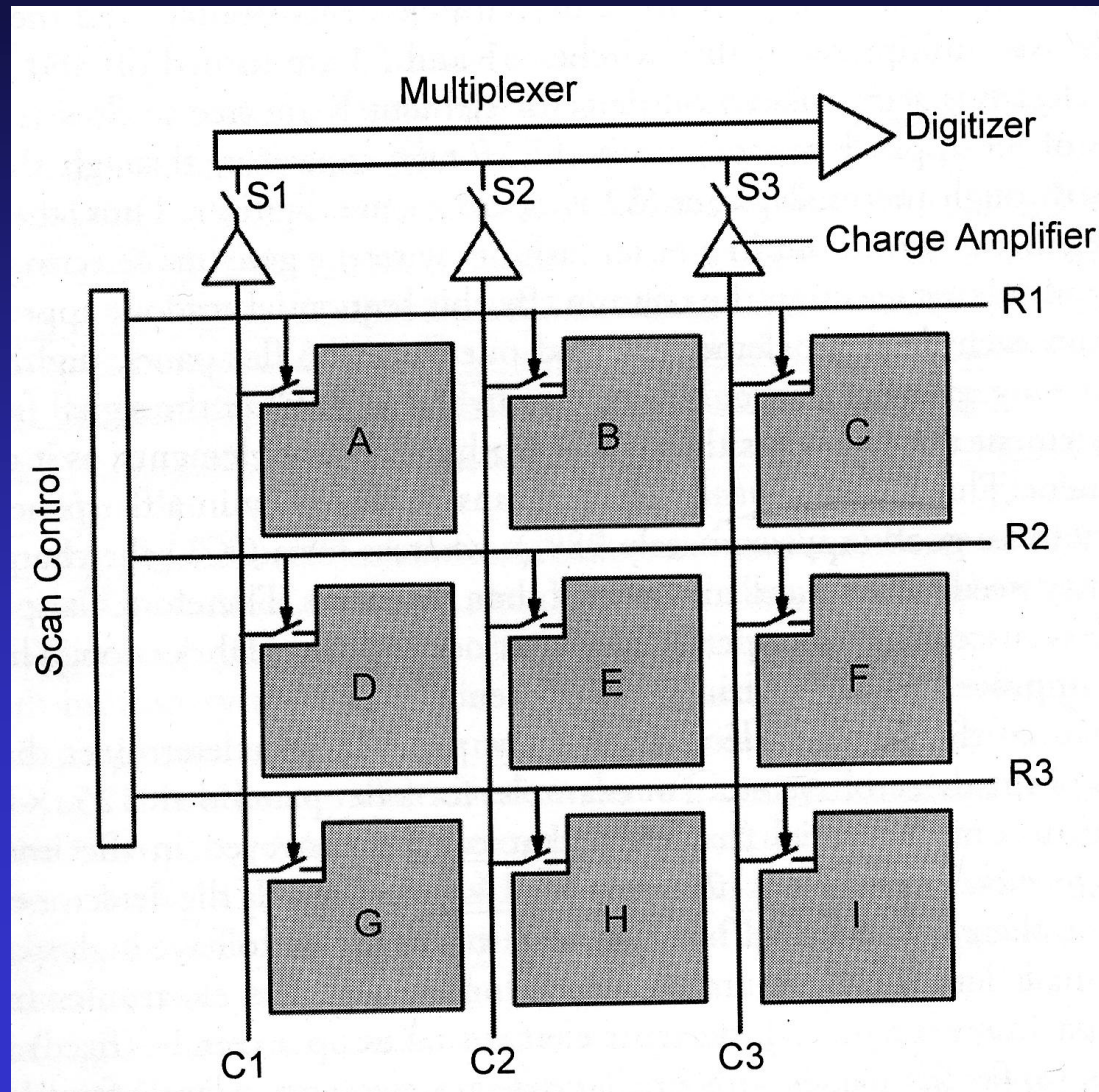 Multiplexer
Digitizer
S1 S2 S3
Charge Amplifier
R1
A B C
Scan Control
R2
D E F
R3
G H I
C1 C2 C3